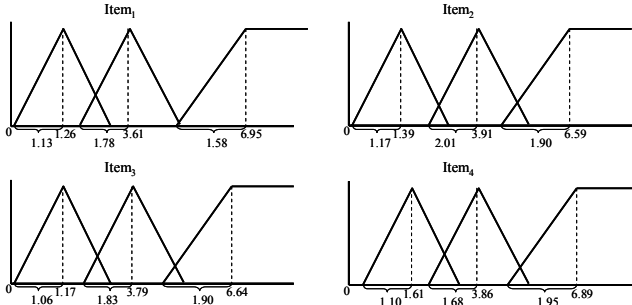 Item1
0 1.13 1.26 1.78 3.61 1.58 6.95
Item2
0 1.17 1.39 2.01 3.91 1.90 6.59
Item3
0 1.06 1.17 1.83 3.79 1.90 6.64
Item4
0 1.10 1.61 1.68 3.86 1.95 6.89